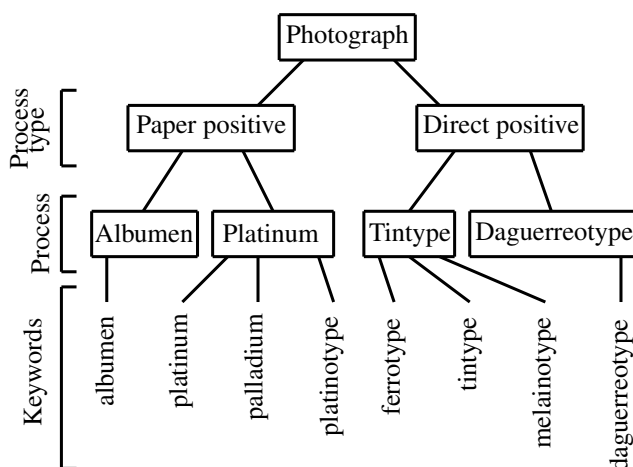 Photograph
Process
type
Paper positive
Direct positive
Process
Albumen
Platinum
Tintype
Daguerreotype
Keywords
albumen
platinum
palladium
platinotype
ferrotype
tintype
melainotype
daguerreotype